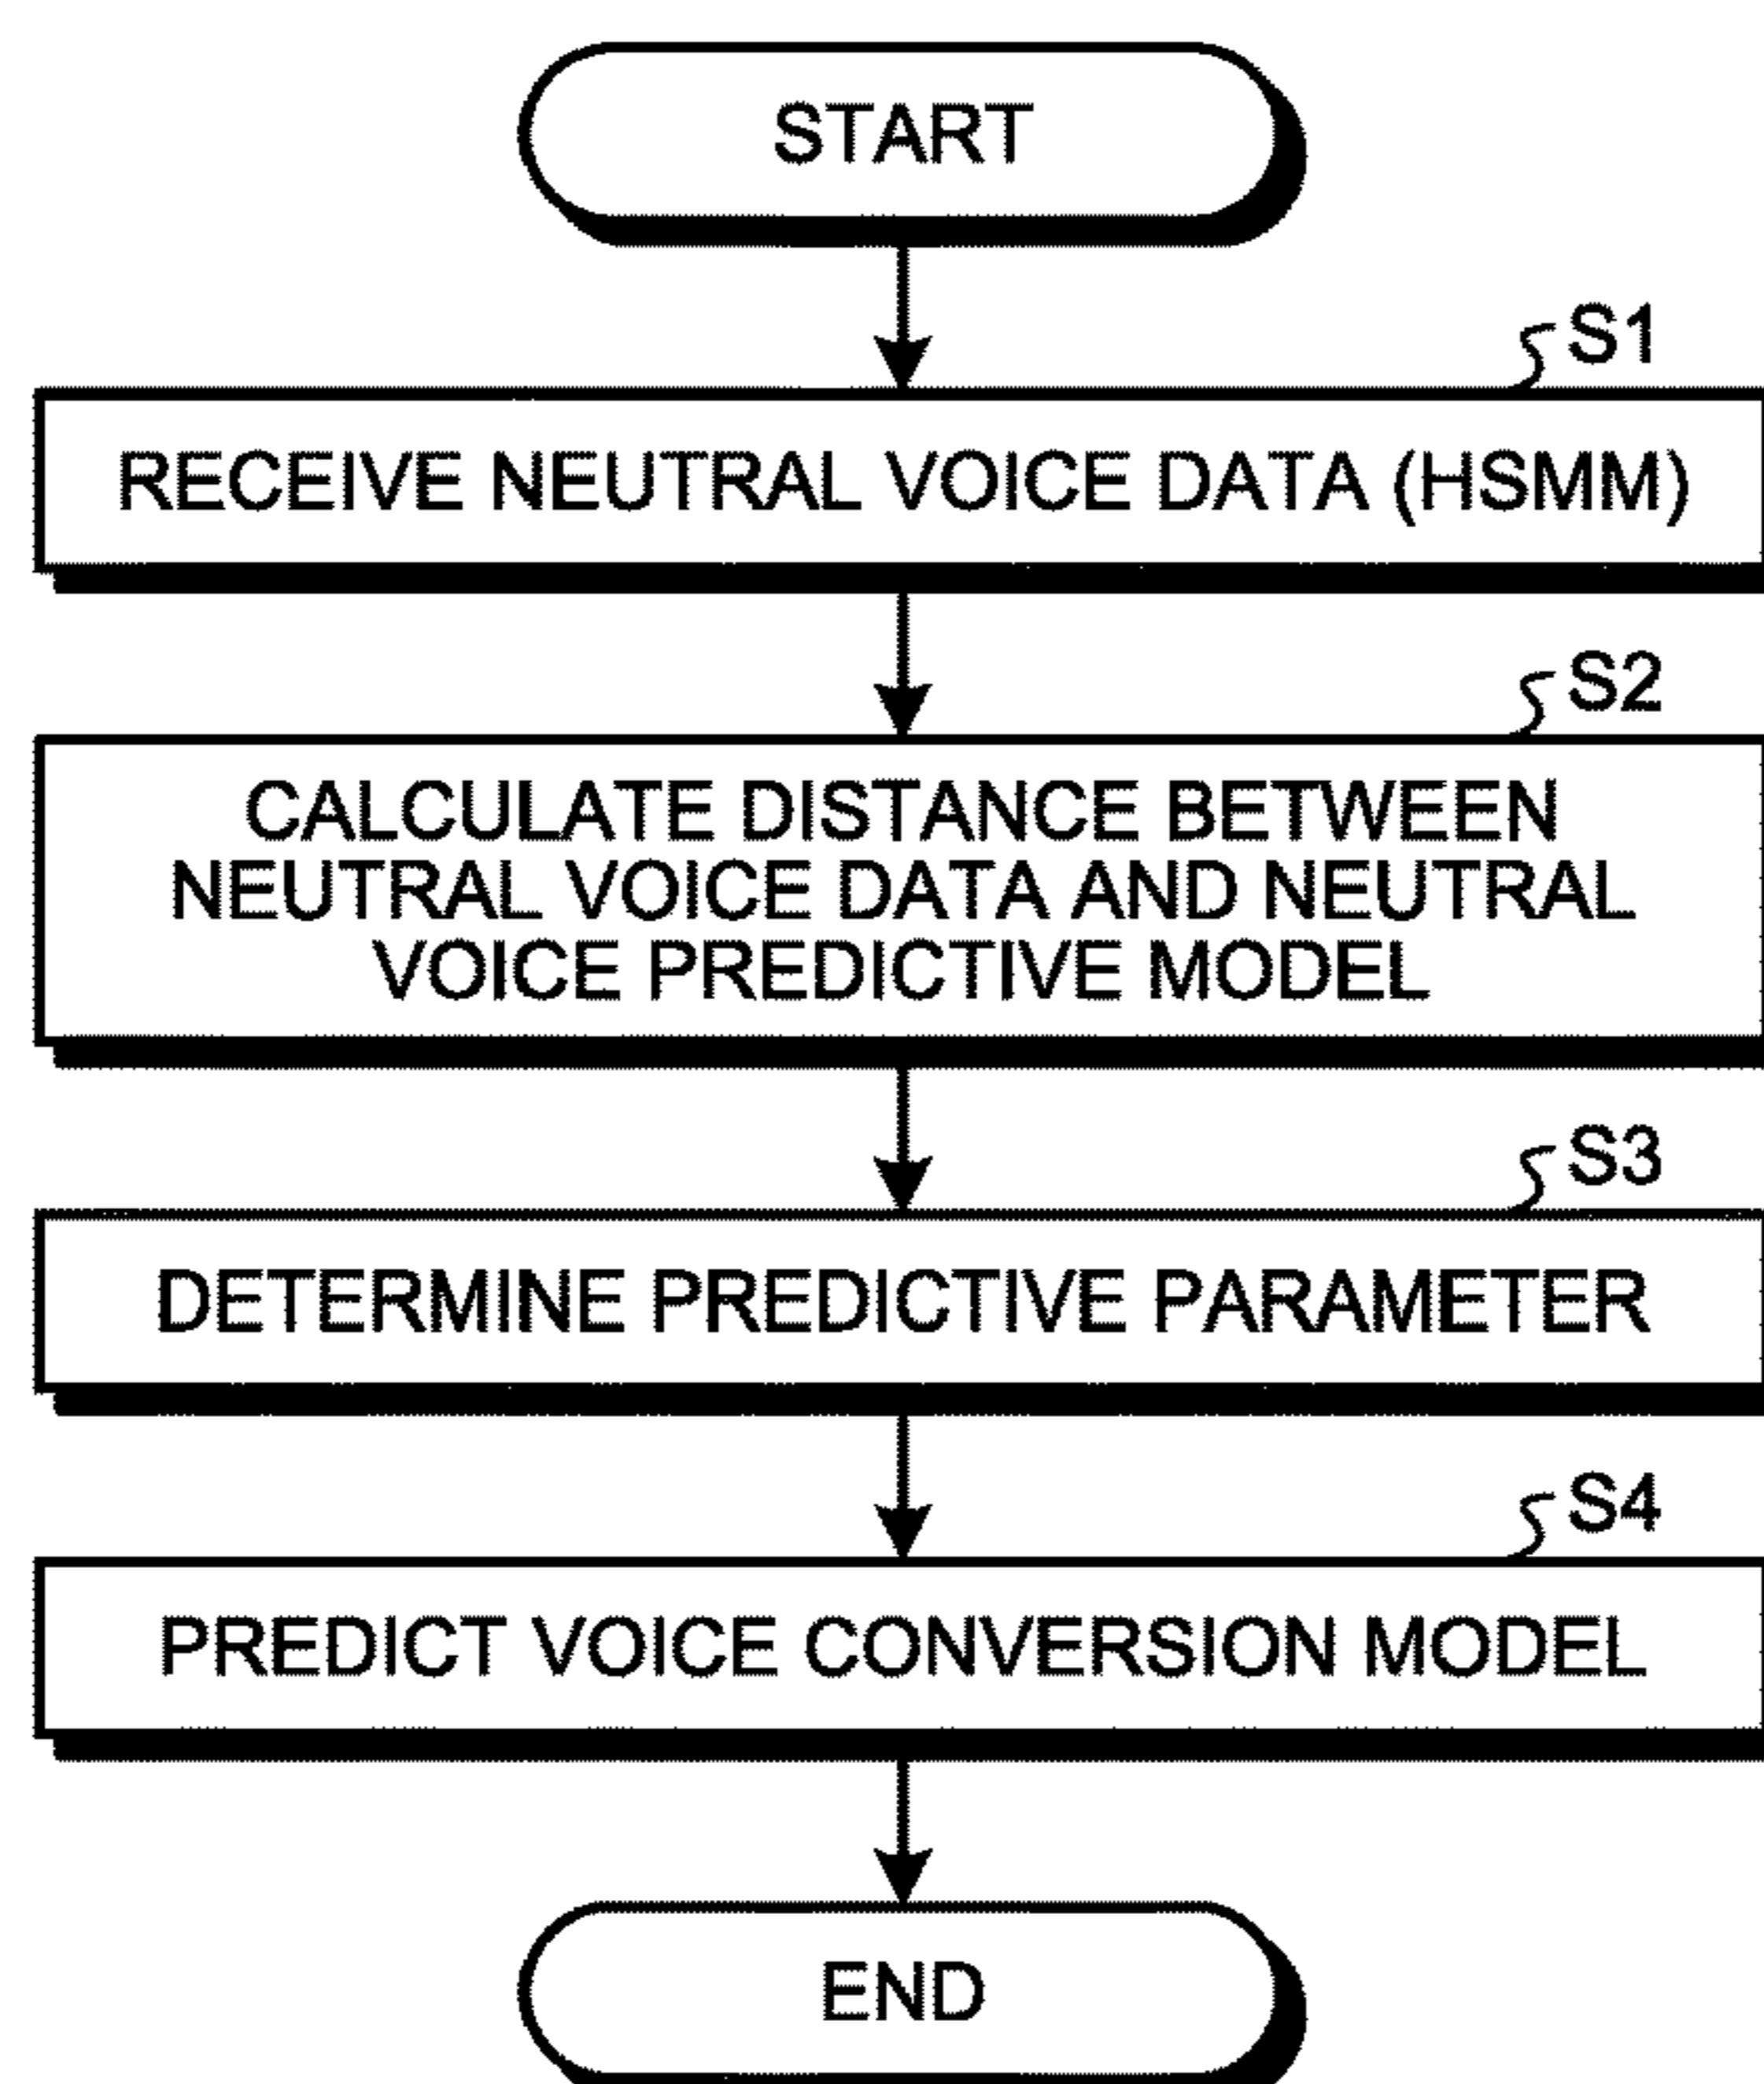 START
S1
RECEIVE NEUTRAL VOICE DATA (HSMM)
S2
CALCULATE DISTANCE BETWEEN
NEUTRAL VOICE DATA AND NEUTRAL
VOICE PREDICTIVE MODEL
S3
DETERMINE PREDICTIVE PARAMETER
S4
PREDICT VOICE CONVERSION MODEL
END